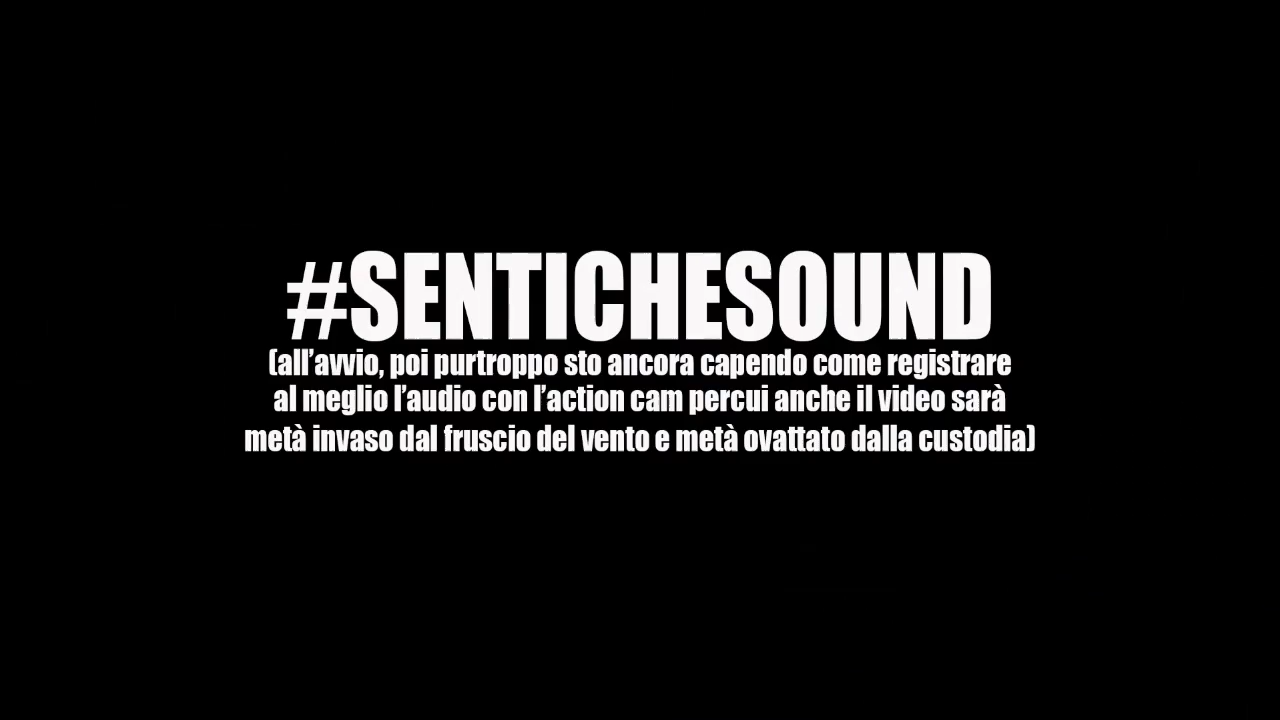 #SENTICHESOUND
(all’avvio, poi purtroppo sto ancora capendo come registrare
al meglio l’audio con l’action cam percui anche il video sarà
metà invaso dal fruscio del vento e metà ovattato dalla custodia)